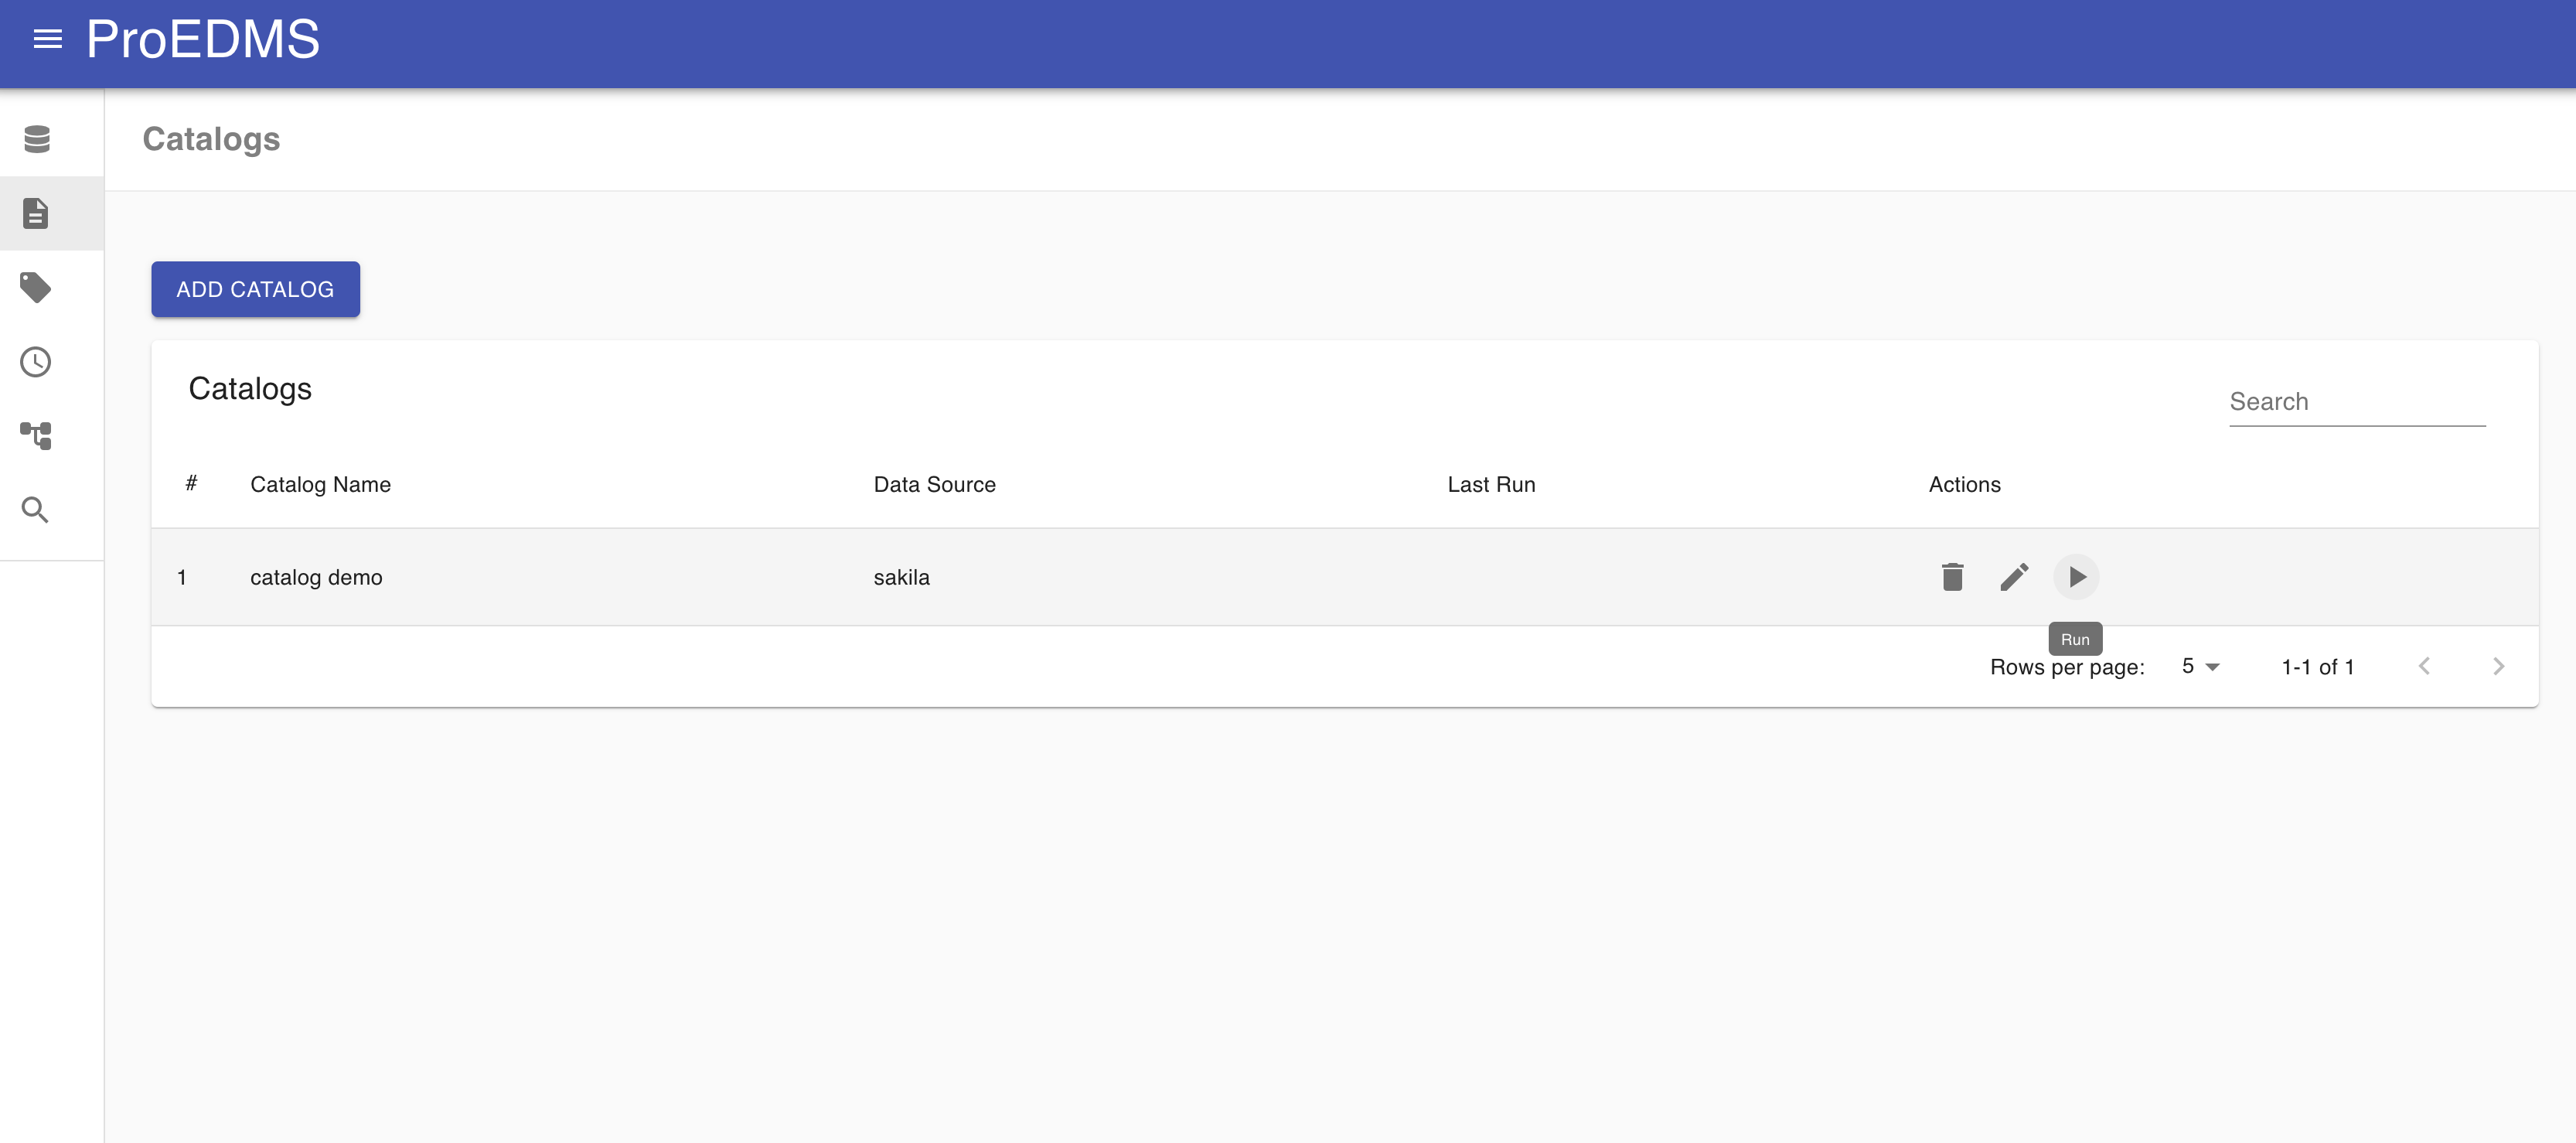 ProEDMS
Catalogs
ADD CATALOG
Catalogs
Search
# Catalog Name Data Source Last Run Actions
1 catalog demo sakila
Run
Rows per page: 5 1-1 of 1